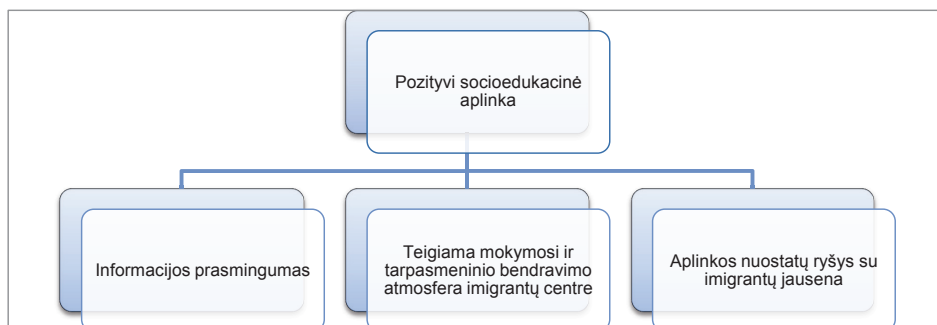 Pozityvi socioedukacinė
aplinka
Informacijos prasmingumas
Teigiama mokymosi ir
tarpasmeninio bendravimo
atmosfera imigrantų centre
Aplinkos nuostatų ryšys su
imigrantų jausena